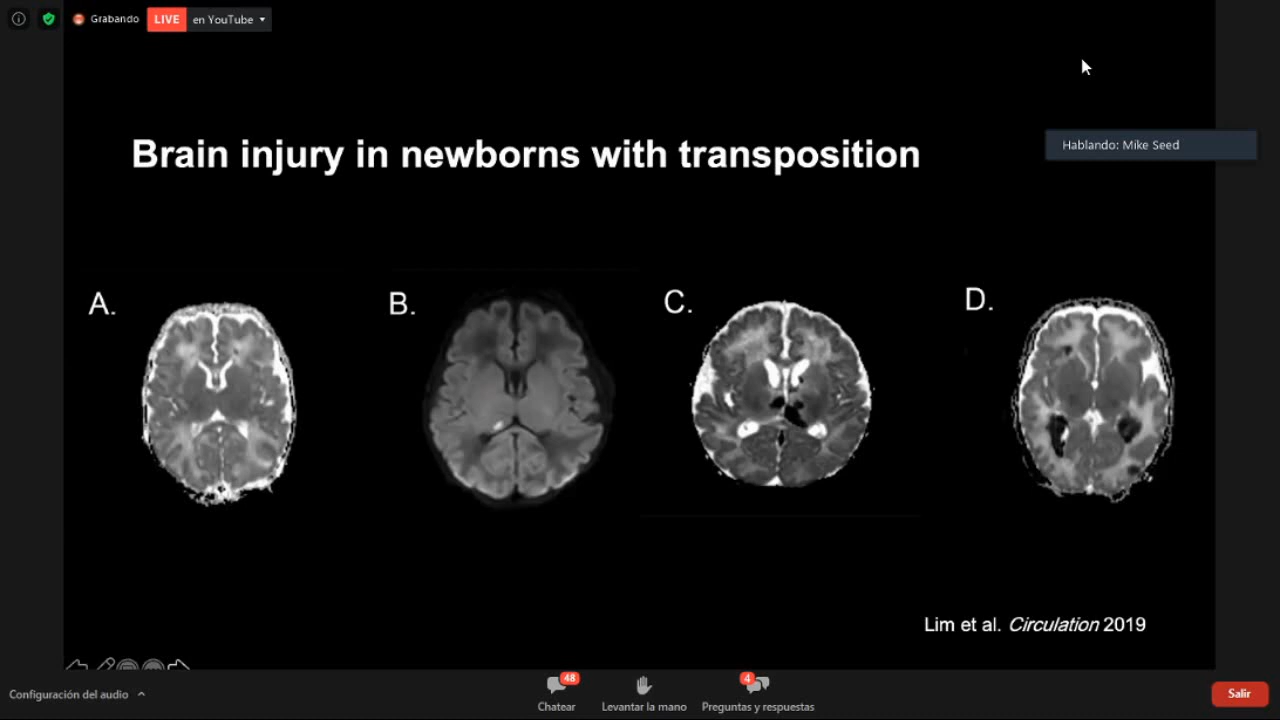 Grabando
LIVE en YouTube
Brain injury in newborns with transposition
Hablando: Mike Seed
A.
B.
C.
D.
Lim et al. Circulation 2019
Configuración del audio
48
Chatear
Levantar la mano
4
Preguntas y respuestas
Salir